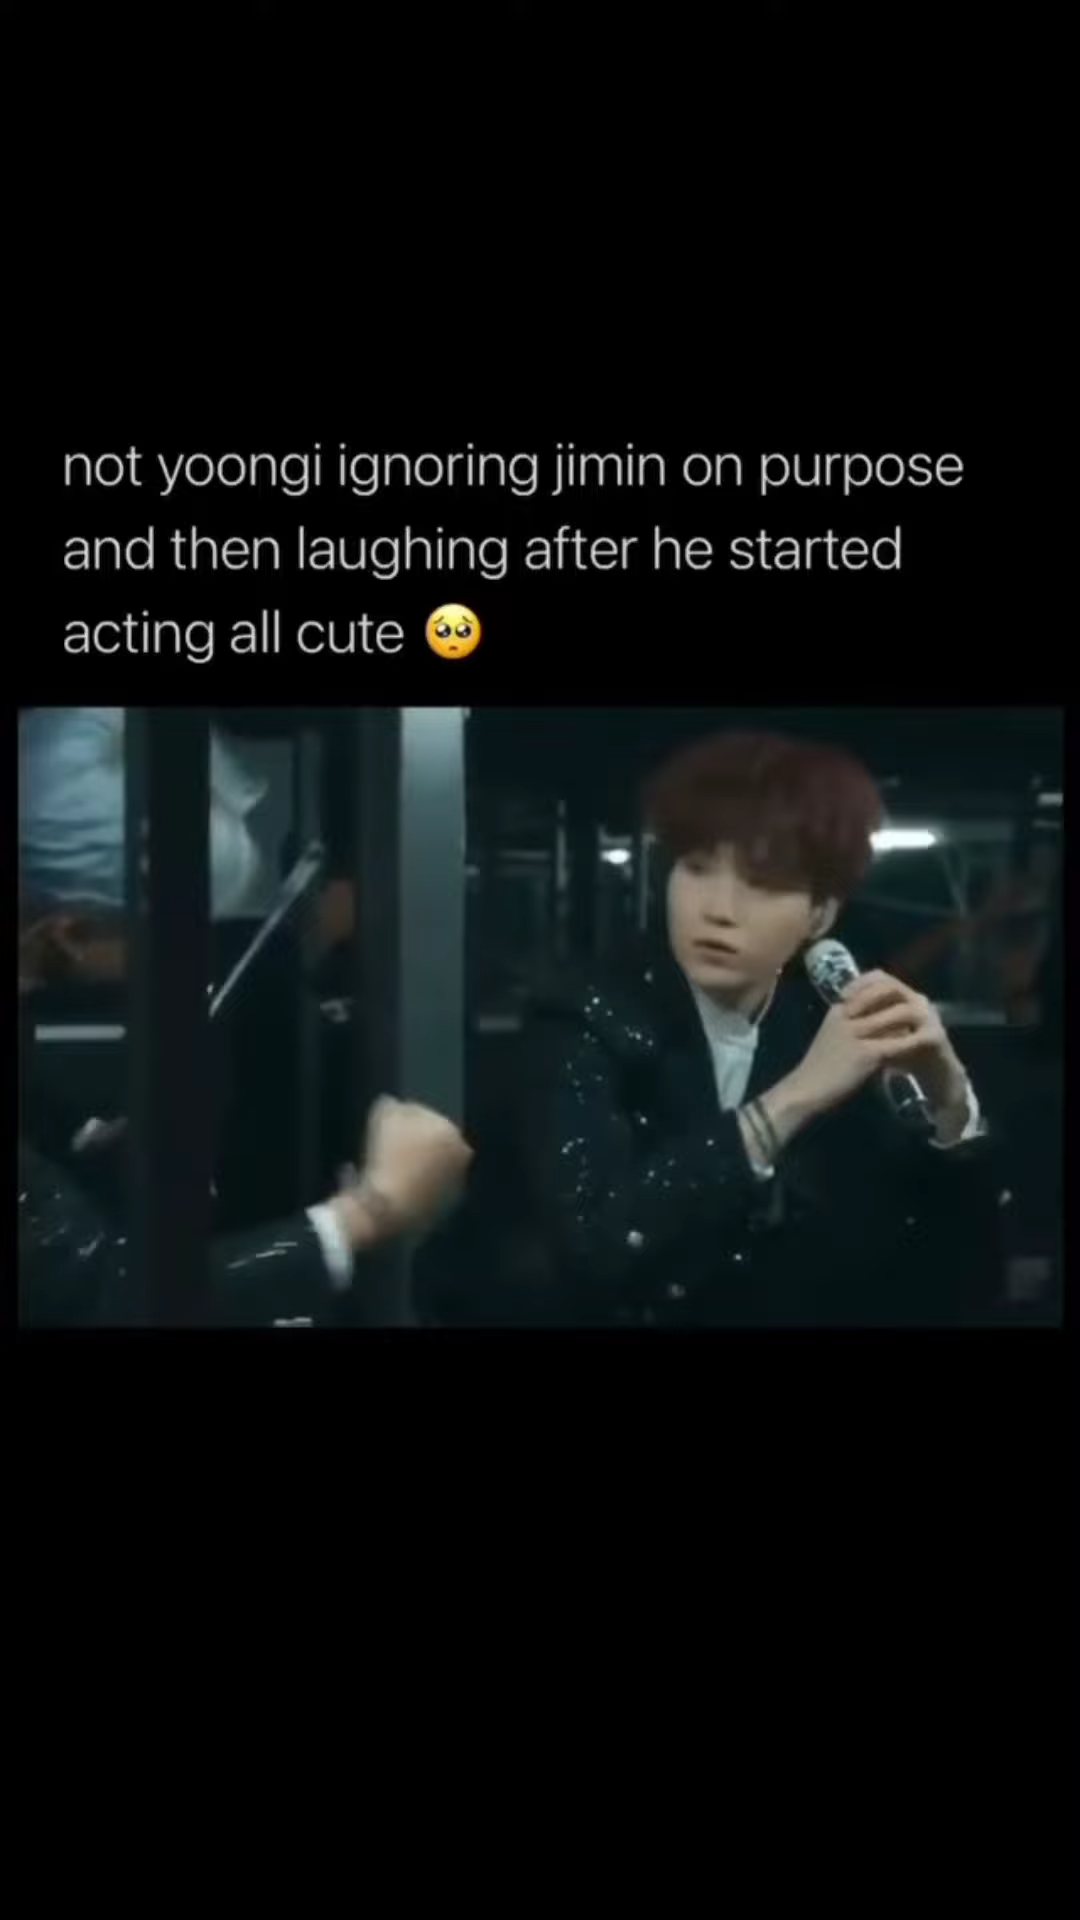 not yoongi ignoring jimin on purpose
and then laughing after he started
acting all cute 🥺